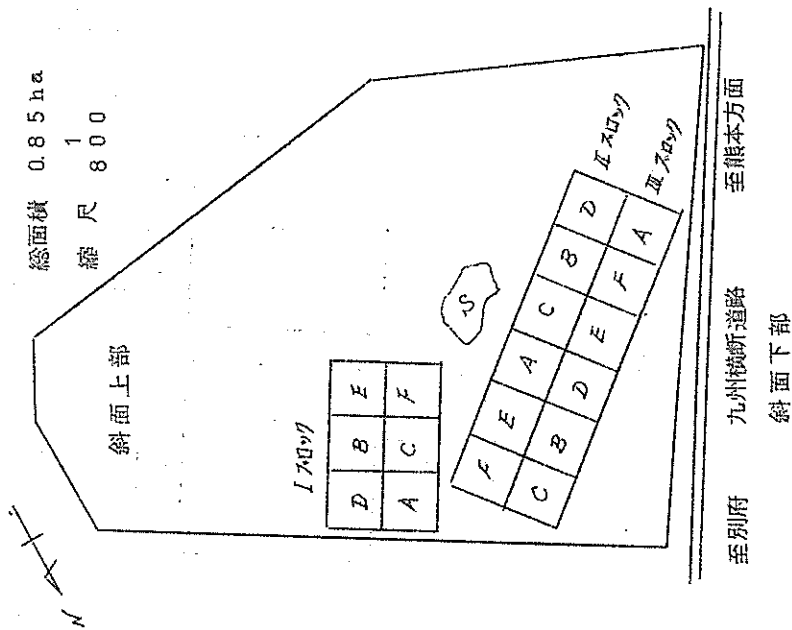 総面積 0.85ha
縮尺 1
800
斜面上部
N
Iブロック
D B E
A C F
S
IIブロック
F E A C B D
IIIブロック
C B D E F A
至別府 九州横断道路 至熊本方面
斜面下部